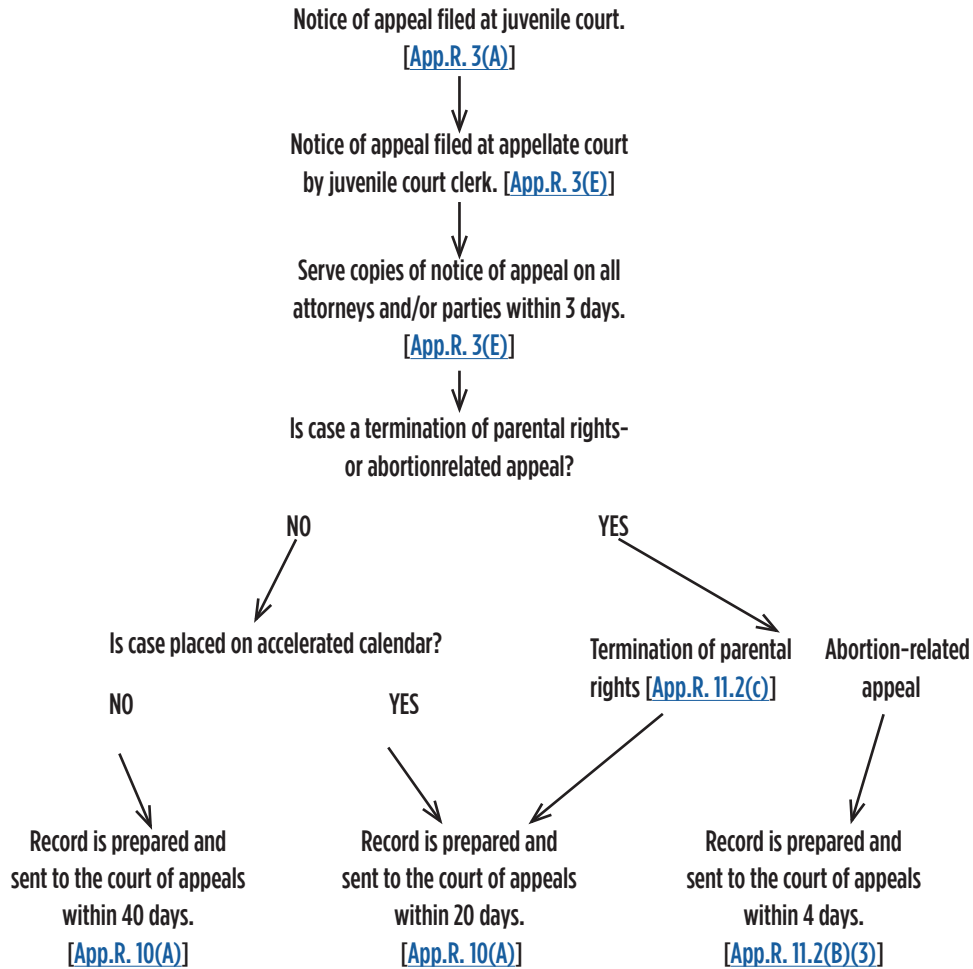 Notice of appeal filed at juvenile court.
[App.R. 3(A)]
Notice of appeal filed at appellate court
by juvenile court clerk. [App.R. 3(E)]
Serve copies of notice of appeal on all
attorneys and/or parties within 3 days.
[App.R. 3(E)]
Is case a termination of parental rights-
or abortionrelated appeal?
NO
YES
Is case placed on accelerated calendar?
Termination of parental
rights [App.R. 11.2(c)]
Abortion-related
appeal
NO
YES
Record is prepared and
sent to the court of appeals
within 40 days.
[App.R. 10(A)]
Record is prepared and
sent to the court of appeals
within 20 days.
[App.R. 10(A)]
Record is prepared and
sent to the court of appeals
within 4 days.
[App.R. 11.2(B)(3)]